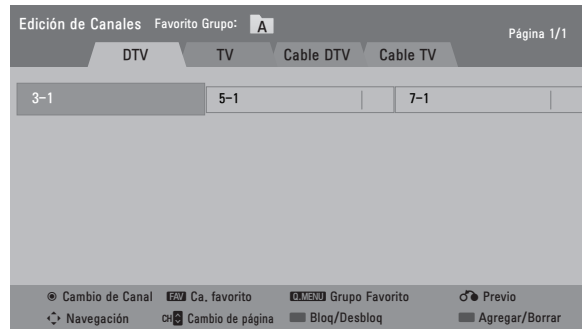 Edición de Canales Favorito Grupo: A Página 1/1
DTV TV Cable DTV Cable TV
3-1 5-1 7-1
Cambio de Canal FAV Ca. favorito Q.MENU Grupo Favorito Previo
Navegación CH Cambio de página Bloq/Desbloq Agregar/Borrar